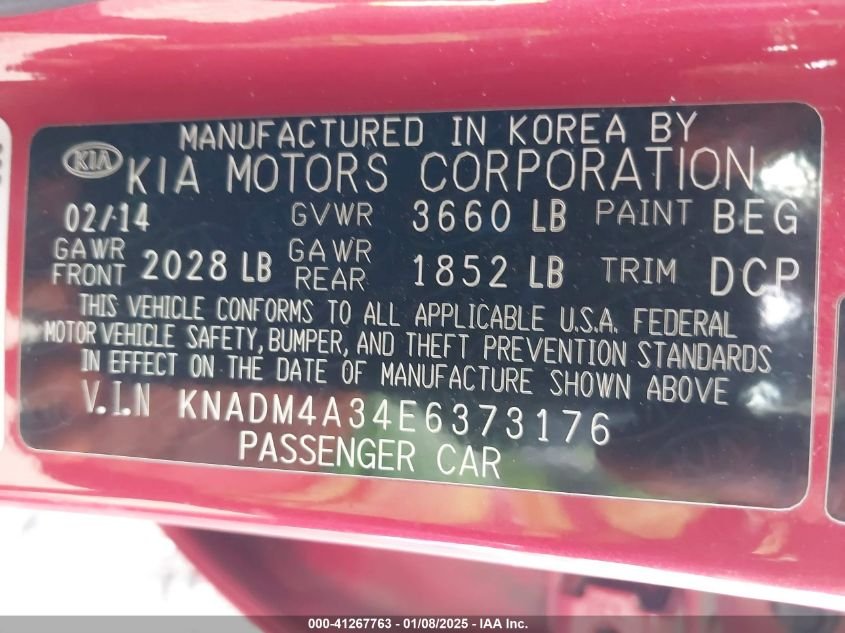 MANUFACTURED IN KOREA BY
KIA KIA MOTORS CORPORATION
02/14 GVWR 3660 LB PAINT BEG
GAWR FRONT 2028 LB GAWR REAR 1852 LB TRIM DCP
THIS VEHICLE CONFORMS TO ALL APPLICABLE U.S.A. FEDERAL
MOTOR VEHICLE SAFETY, BUMPER, AND THEFT PREVENTION STANDARDS
IN EFFECT ON THE DATE OF MANUFACTURE SHOWN ABOVE
V.I.N KNADM4A34E6373176
PASSENGER CAR
000-41267763 - 01/08/2025 - IAA Inc.